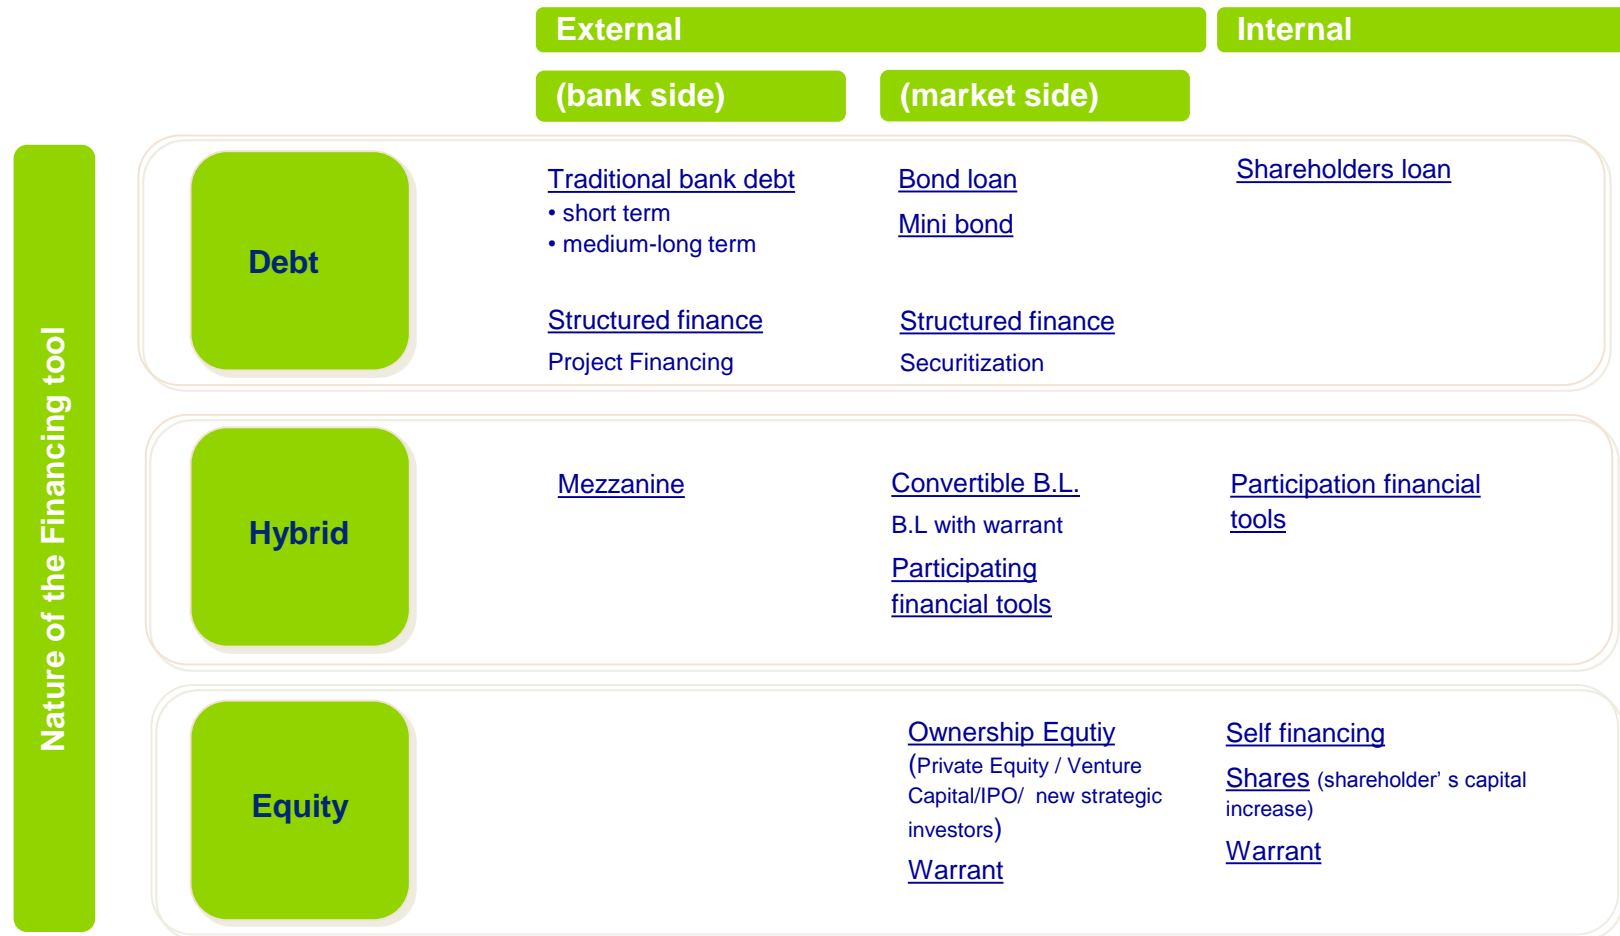 External
Internal
(bank side)
(market side)
Nature of the Financing tool
Debt
Traditional bank debt
• short term
• medium-long term
Structured finance
Project Financing
Bond loan
Mini bond
Structured finance
Securitization
Shareholders loan
Hybrid
Mezzanine
Convertible B.L.
B.L with warrant
Participating
financial tools
Participation financial
tools
Equity
Ownership Equtiy
(Private Equity / Venture
Capital/IPO/ new strategic
investors)
Warrant
Self financing
Shares (shareholder’ s capital
increase)
Warrant